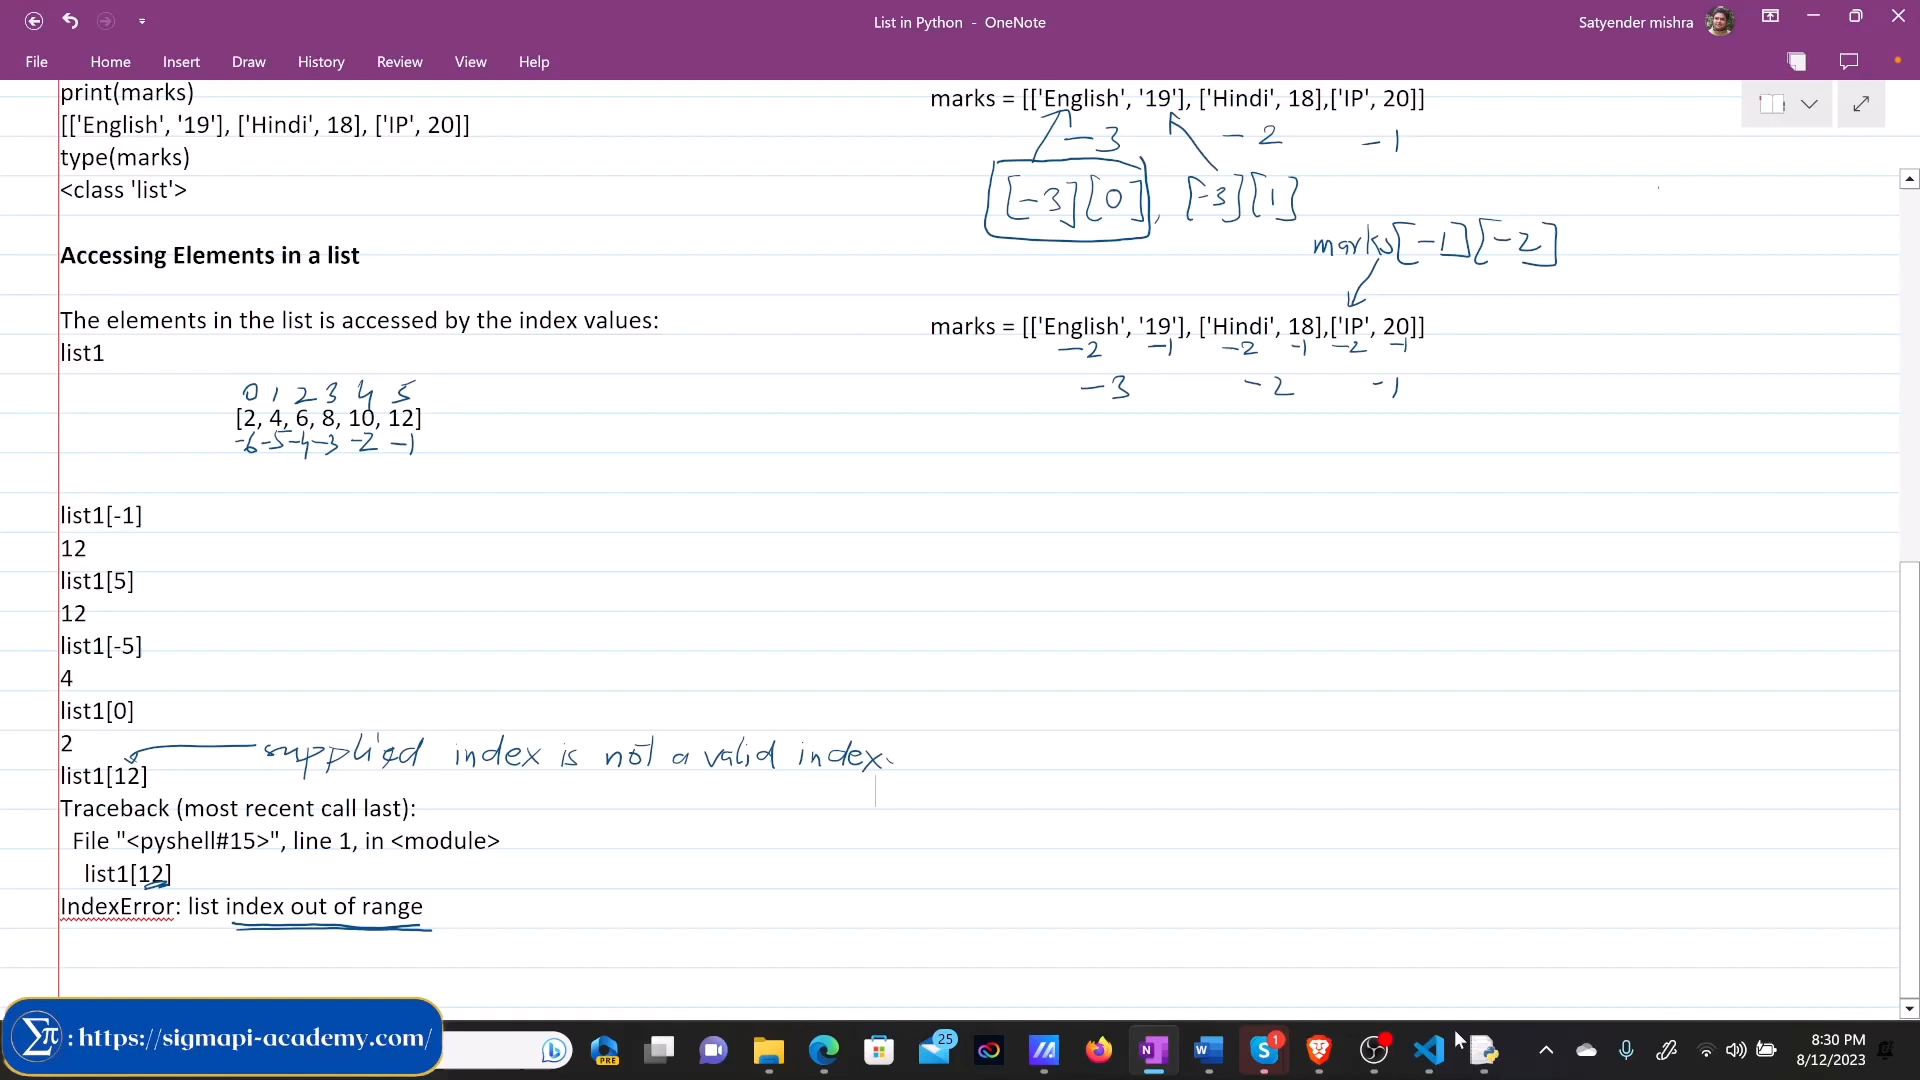 List in Python - OneNote
Satyender mishra
File Home Insert Draw History Review View Help
print(marks)
[['English', '19'], ['Hindi', 18], ['IP', 20]]
type(marks)
<class 'list'>
Accessing Elements in a list
The elements in the list is accessed by the index values:
list1
0 1 2 3 4 5
[2, 4, 6, 8, 10, 12]
-6 -5 -4 -3 -2 -1
list1[-1]
12
list1[5]
12
list1[-5]
4
list1[0]
2
supplied index is not a valid index.
list1[12]
Traceback (most recent call last):
File "<pyshell#15>", line 1, in <module>
list1[12]
IndexError: list index out of range
marks = [['English', '19'], ['Hindi', 18],['IP', 20]]
-3 -2 -1
[-3][0], [-3][1]
marks[-1][-2]
marks = [['English', '19'], ['Hindi', 18],['IP', 20]]
-2 -1 -2 -1 -2 -1
-3 -2 -1
Σπ : https://sigmapi-academy.com/
PRE
25
N
W
S
1
8:30 PM
8/12/2023